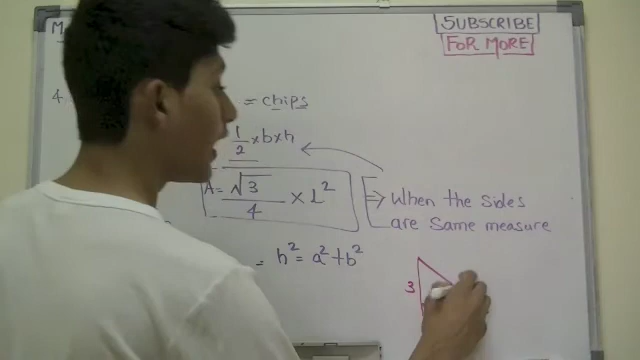 M
SUBSCRIBE
FOR MORE
4
= chips
1/2 × b × h
A = √3/4 × L²
When the sides
are same measure
= h² = a² + b²
3